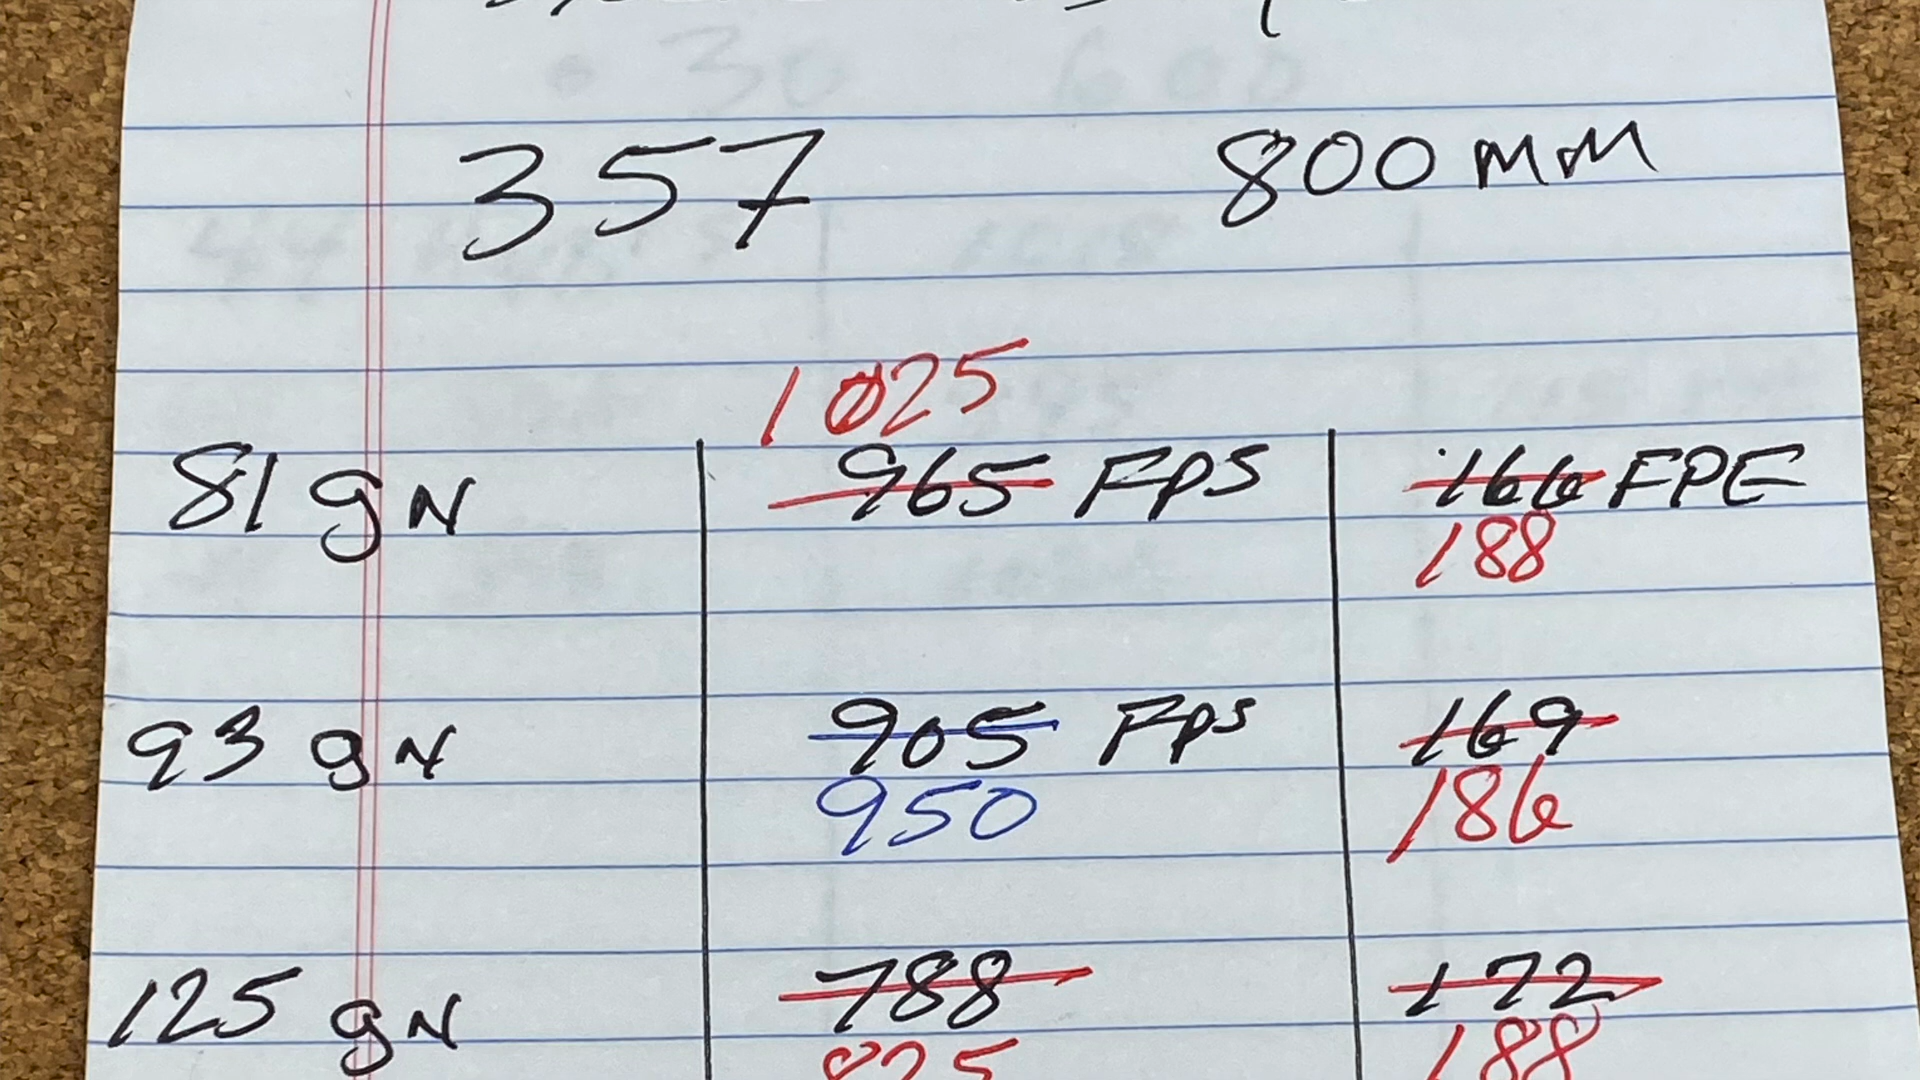 357 800 MM
1025
81 gN 965 FPS 166 FPE
188
93 gN 905 FPS 169
950 186
125 gN 788 172
825 188